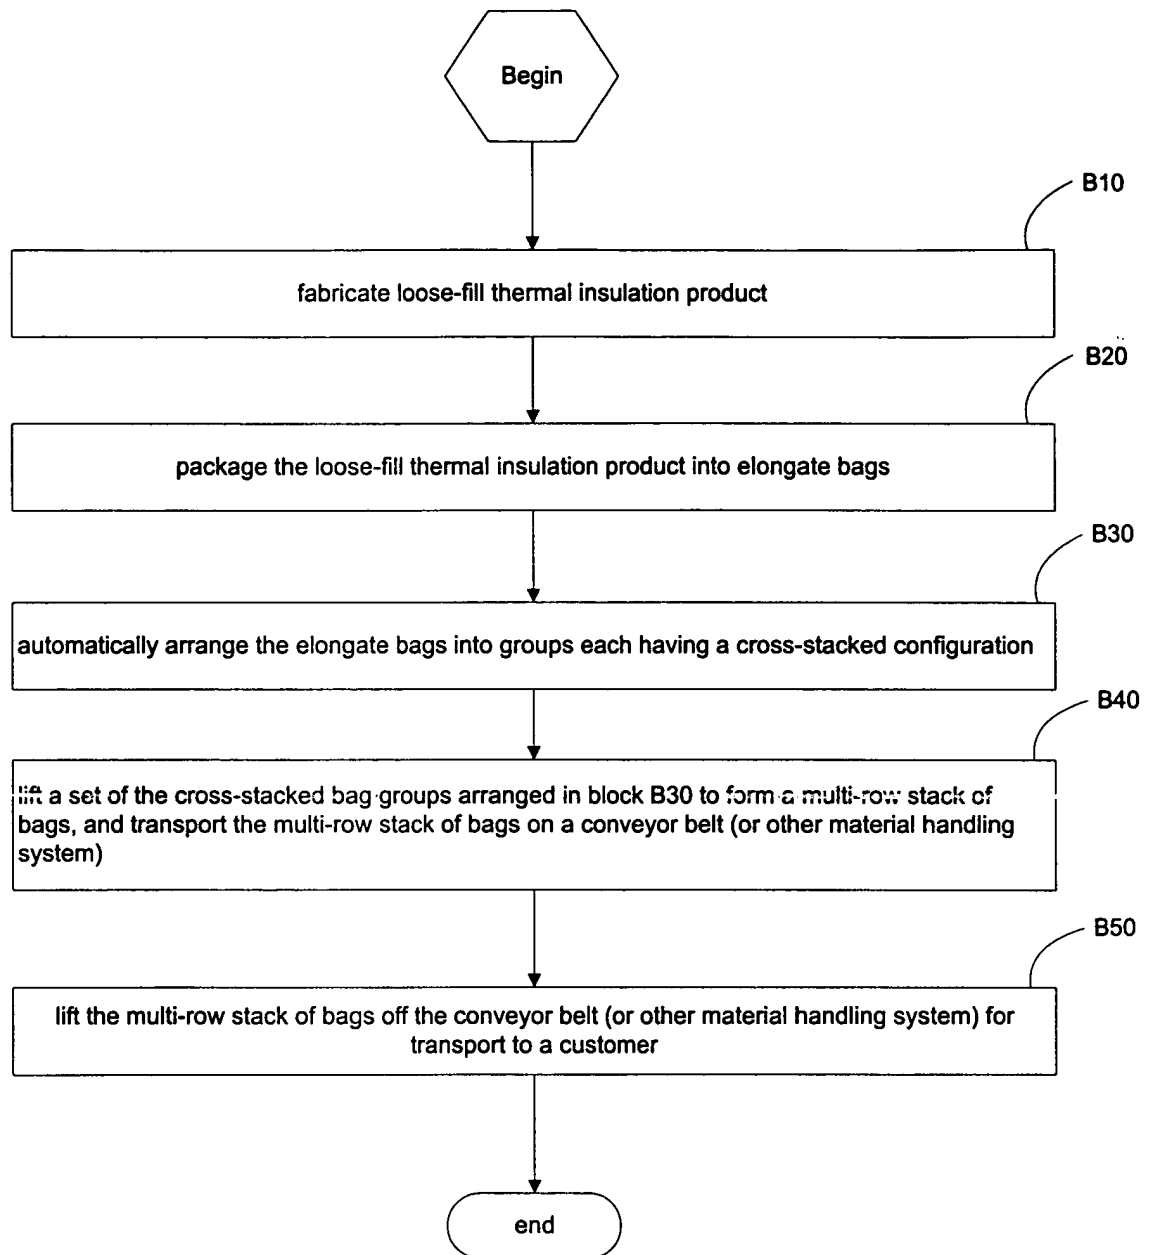 Begin
B10
fabricate loose-fill thermal insulation product
B20
package the loose-fill thermal insulation product into elongate bags
B30
automatically arrange the elongate bags into groups each having a cross-stacked configuration
B40
lift a set of the cross-stacked bag groups arranged in block B30 to form a multi-row stack of
bags, and transport the multi-row stack of bags on a conveyor belt (or other material handling
system)
B50
lift the multi-row stack of bags off the conveyor belt (or other material handling system) for
transport to a customer
end